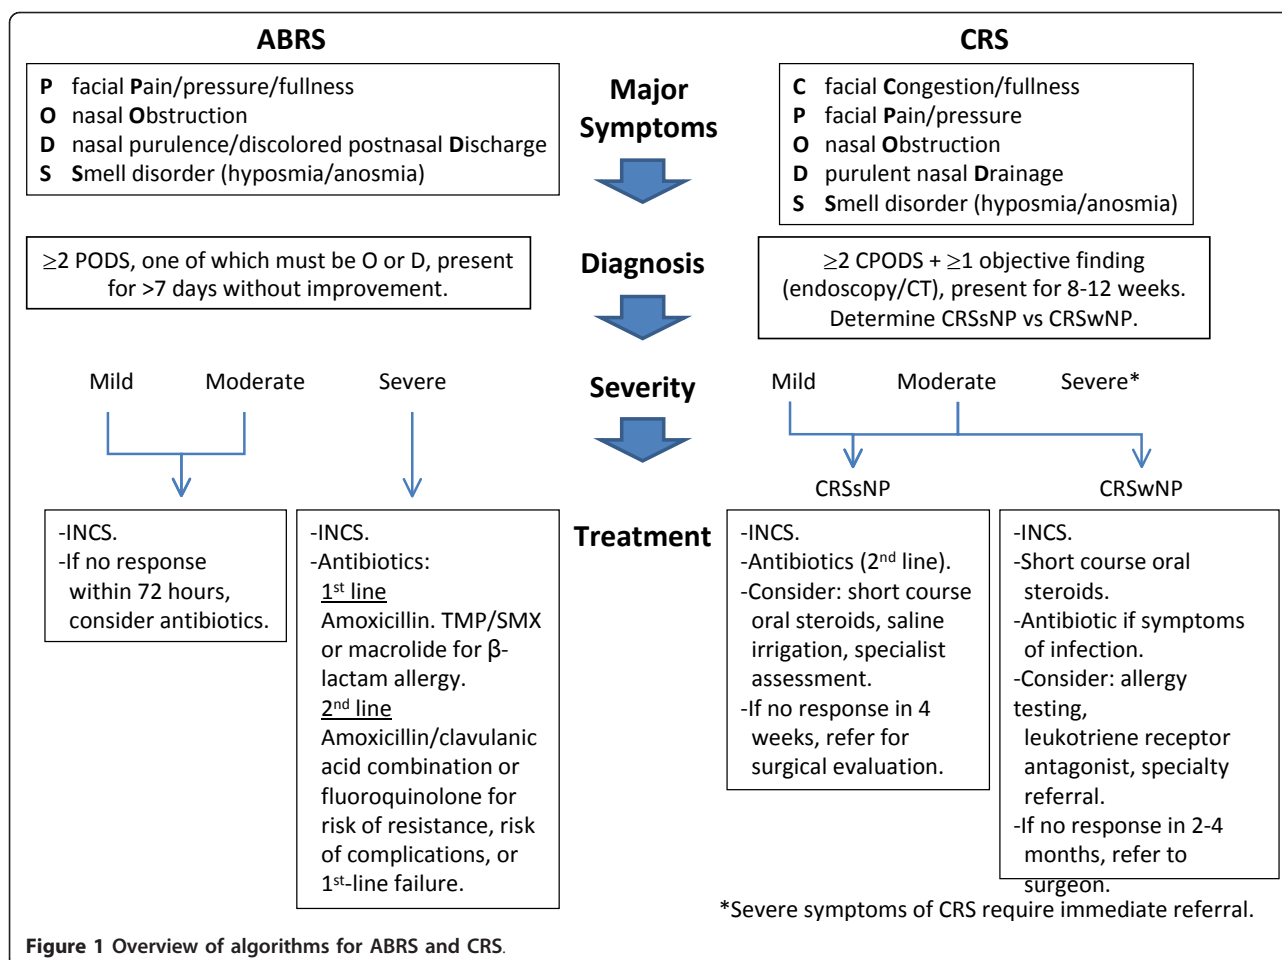 ABRS
P facial Pain/pressure/fullness
O nasal Obstruction
D nasal purulence/discolored postnasal Discharge
S Smell disorder (hyposmia/anosmia)
Major
Symptoms
CRS
C facial Congestion/fullness
P facial Pain/pressure
O nasal Obstruction
D purulent nasal Drainage
S Smell disorder (hyposmia/anosmia)
≥2 PODS, one of which must be O or D, present
for >7 days without improvement.
Diagnosis
≥2 CPODS + ≥1 objective finding
(endoscopy/CT), present for 8-12 weeks.
Determine CRSsNP vs CRSwNP.
Mild Moderate Severe
Severity
Mild Moderate Severe*
CRSsNP CRSwNP
-INCS.
-If no response
within 72 hours,
consider antibiotics.
-INCS.
-Antibiotics:
1st line
Amoxicillin. TMP/SMX
or macrolide for β-
lactam allergy.
2nd line
Amoxicillin/clavulanic
acid combination or
fluoroquinolone for
risk of resistance, risk
of complications, or
1st-line failure.
Treatment
-INCS.
-Antibiotics (2nd line).
-Consider: short course
oral steroids, saline
irrigation, specialist
assessment.
-If no response in 4
weeks, refer for
surgical evaluation.
-INCS.
-Short course oral
steroids.
-Antibiotic if symptoms
of infection.
-Consider: allergy
testing,
leukotriene receptor
antagonist, specialty
referral.
-If no response in 2-4
months, refer to
surgeon.
*Severe symptoms of CRS require immediate referral.
Figure 1 Overview of algorithms for ABRS and CRS.